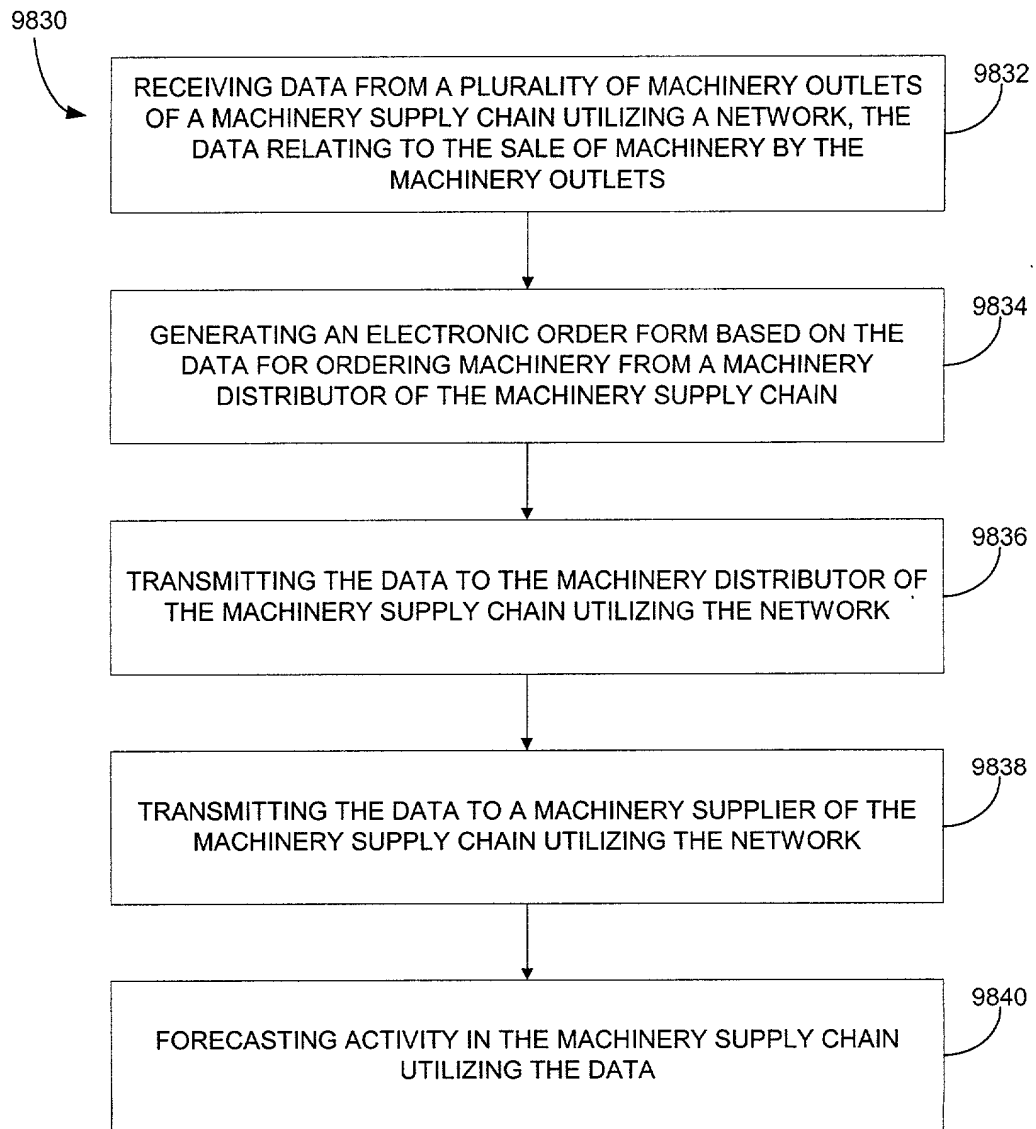 9830
9832
RECEIVING DATA FROM A PLURALITY OF MACHINERY OUTLETS
OF A MACHINERY SUPPLY CHAIN UTILIZING A NETWORK, THE
DATA RELATING TO THE SALE OF MACHINERY BY THE
MACHINERY OUTLETS
9834
GENERATING AN ELECTRONIC ORDER FORM BASED ON THE
DATA FOR ORDERING MACHINERY FROM A MACHINERY
DISTRIBUTOR OF THE MACHINERY SUPPLY CHAIN
9836
TRANSMITTING THE DATA TO THE MACHINERY DISTRIBUTOR OF
THE MACHINERY SUPPLY CHAIN UTILIZING THE NETWORK
9838
TRANSMITTING THE DATA TO A MACHINERY SUPPLIER OF THE
MACHINERY SUPPLY CHAIN UTILIZING THE NETWORK
9840
FORECASTING ACTIVITY IN THE MACHINERY SUPPLY CHAIN
UTILIZING THE DATA